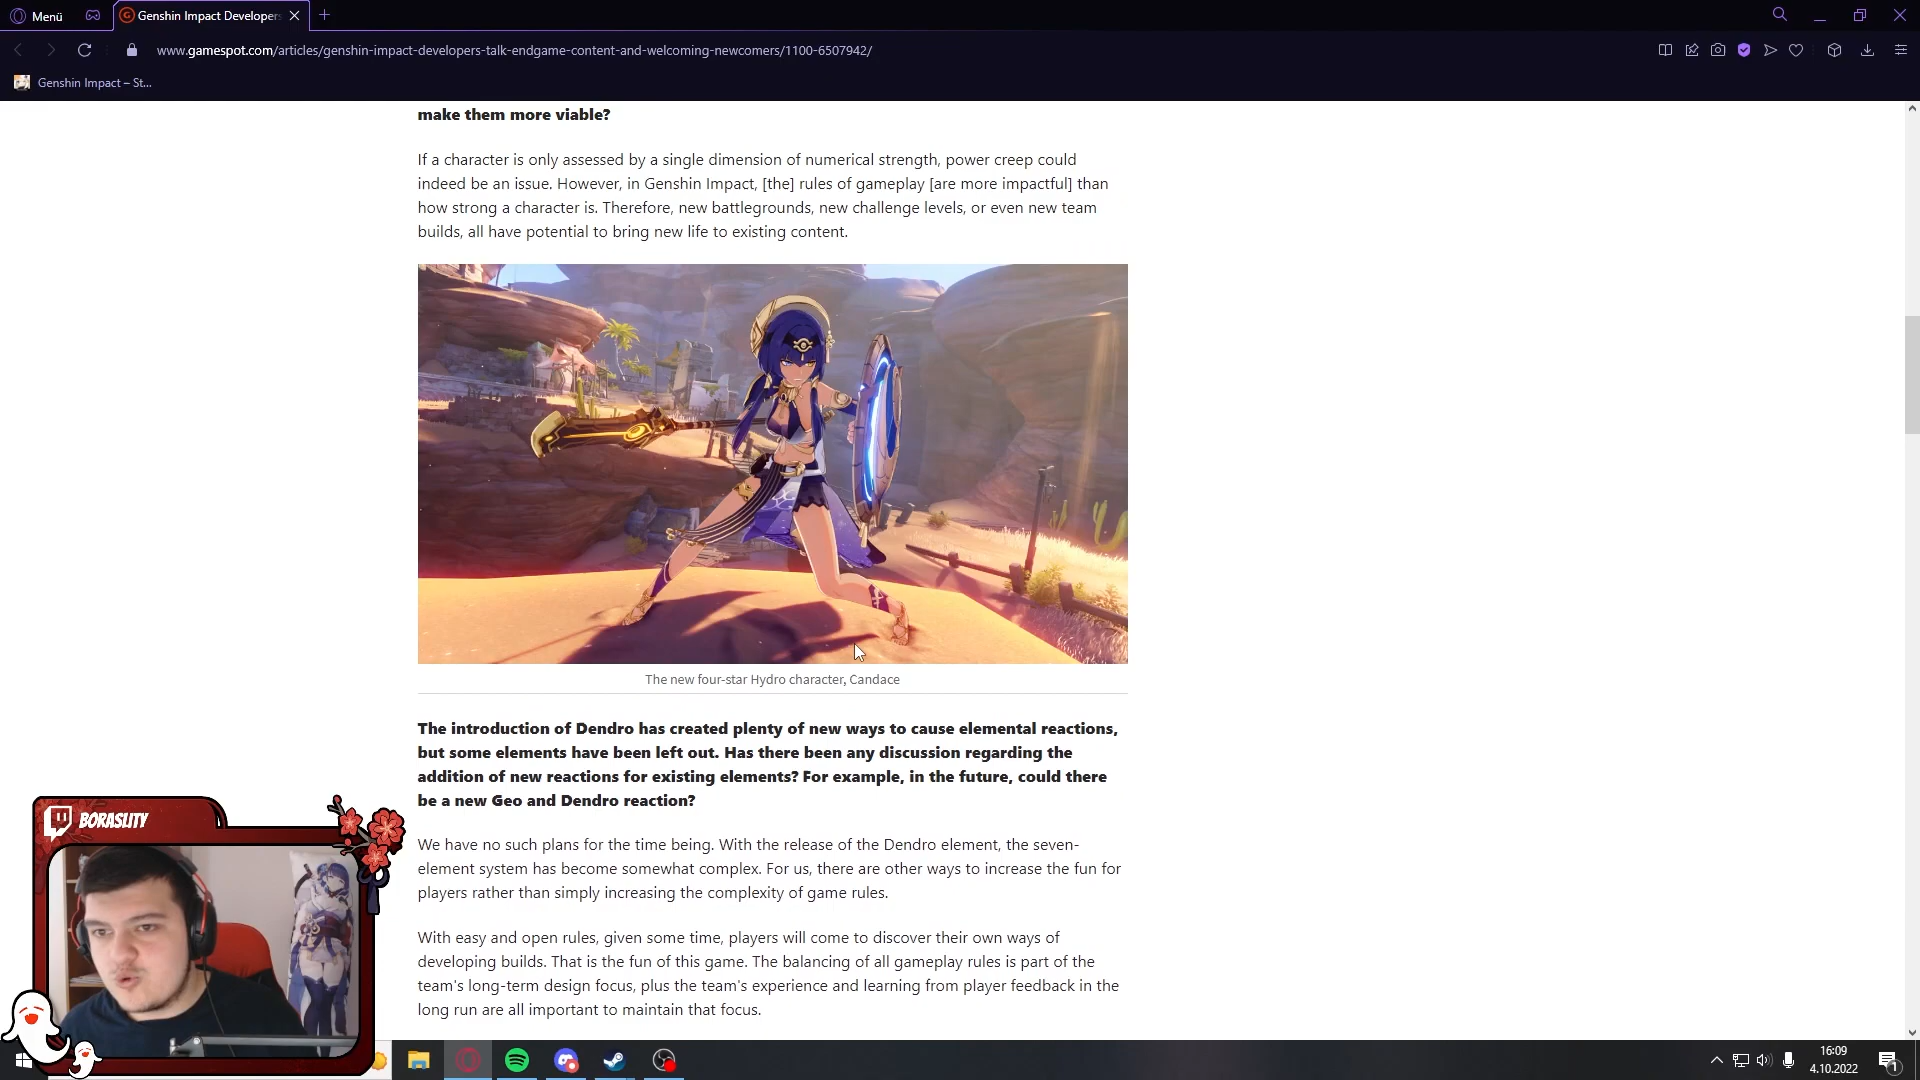 Menü
Genshin Impact Developers
www.gamespot.com/articles/genshin-impact-developers-talk-endgame-content-and-welcoming-newcomers/1100-6507942/
Genshin Impact – St...
make them more viable?
If a character is only assessed by a single dimension of numerical strength, power creep could
indeed be an issue. However, in Genshin Impact, [the] rules of gameplay [are more impactful] than
how strong a character is. Therefore, new battlegrounds, new challenge levels, or even new team
builds, all have potential to bring new life to existing content.
The new four-star Hydro character, Candace
The introduction of Dendro has created plenty of new ways to cause elemental reactions,
but some elements have been left out. Has there been any discussion regarding the
addition of new reactions for existing elements? For example, in the future, could there
be a new Geo and Dendro reaction?
We have no such plans for the time being. With the release of the Dendro element, the seven-
element system has become somewhat complex. For us, there are other ways to increase the fun for
players rather than simply increasing the complexity of game rules.
With easy and open rules, given some time, players will come to discover their own ways of
developing builds. That is the fun of this game. The balancing of all gameplay rules is part of the
team's long-term design focus, plus the team's experience and learning from player feedback in the
long run are all important to maintain that focus.
BORASLITY
16:09
4.10.2022
1